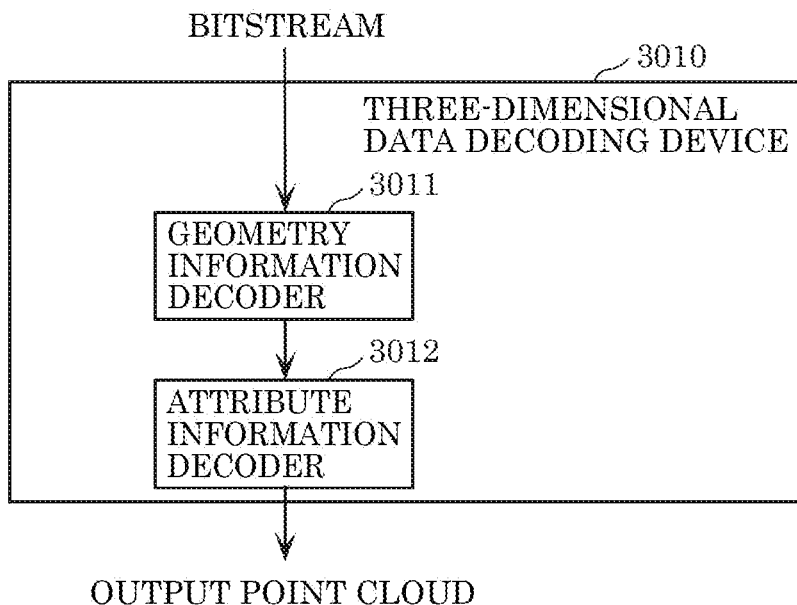 BITSTREAM
3010
THREE-DIMENSIONAL
DATA DECODING DEVICE
3011
GEOMETRY
INFORMATION
DECODER
3012
ATTRIBUTE
INFORMATION
DECODER
OUTPUT POINT CLOUD